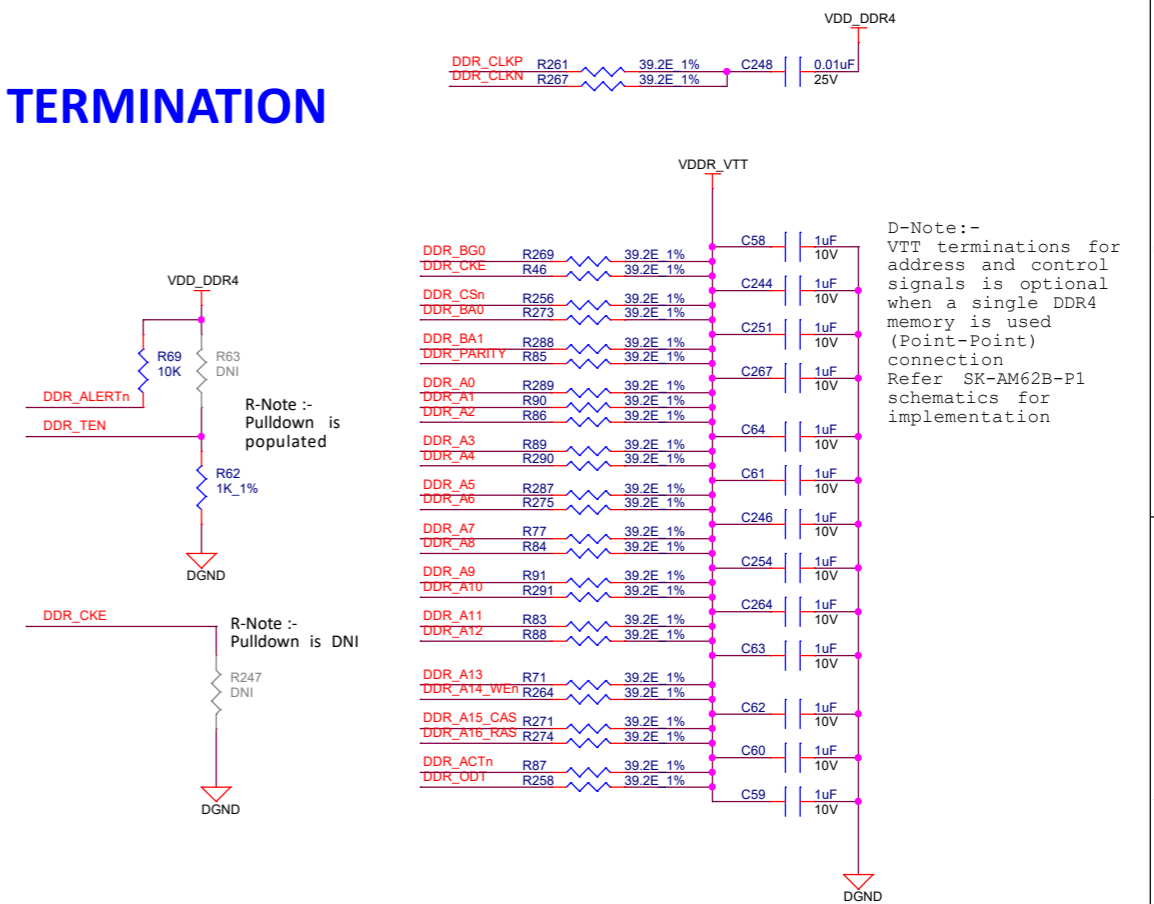 TERMINATION
VDD_DDR4
DDR_CLKP R261 39.2E_1% C248 0.01uF
DDR_CLKN R267 39.2E_1% 25V
VDDR_VTT
DDR_BG0 R269 39.2E_1% C58 1uF
10V
DDR_CKE R46 39.2E_1%
C244 1uF
10V
DDR_CSn R256 39.2E_1%
DDR_BA0 R273 39.2E_1%
C251 1uF
10V
DDR_BA1 R288 39.2E_1%
DDR_PARITY R85 39.2E_1%
C267 1uF
10V
DDR_A0 R289 39.2E_1%
DDR_A1 R90 39.2E_1%
DDR_A2 R86 39.2E_1%
C64 1uF
10V
DDR_A3 R89 39.2E_1%
DDR_A4 R290 39.2E_1%
C61 1uF
10V
DDR_A5 R287 39.2E_1%
DDR_A6 R275 39.2E_1%
C246 1uF
10V
DDR_A7 R77 39.2E_1%
DDR_A8 R84 39.2E_1%
C254 1uF
10V
DDR_A9 R91 39.2E_1%
DDR_A10 R291 39.2E_1%
C264 1uF
10V
DDR_A11 R83 39.2E_1%
DDR_A12 R88 39.2E_1%
C63 1uF
10V
DDR_A13 R71 39.2E_1%
DDR_A14_WEn R264 39.2E_1%
C62 1uF
10V
DDR_A15_CAS R271 39.2E_1%
DDR_A16_RAS R274 39.2E_1%
C60 1uF
10V
DDR_ACTn R87 39.2E_1%
DDR_ODT R258 39.2E_1%
C59 1uF
10V
DGND
D-Note:-
VTT terminations for
address and control
signals is optional
when a single DDR4
memory is used
(Point-Point)
connection
Refer SK-AM62B-P1
schematics for
implementation
VDD_DDR4
R69
10K
R63
DNI
DDR_ALERTn
DDR_TEN
R-Note :-
Pulldown is
populated
R62
1K_1%
DGND
DDR_CKE
R-Note :-
Pulldown is DNI
R247
DNI
DGND